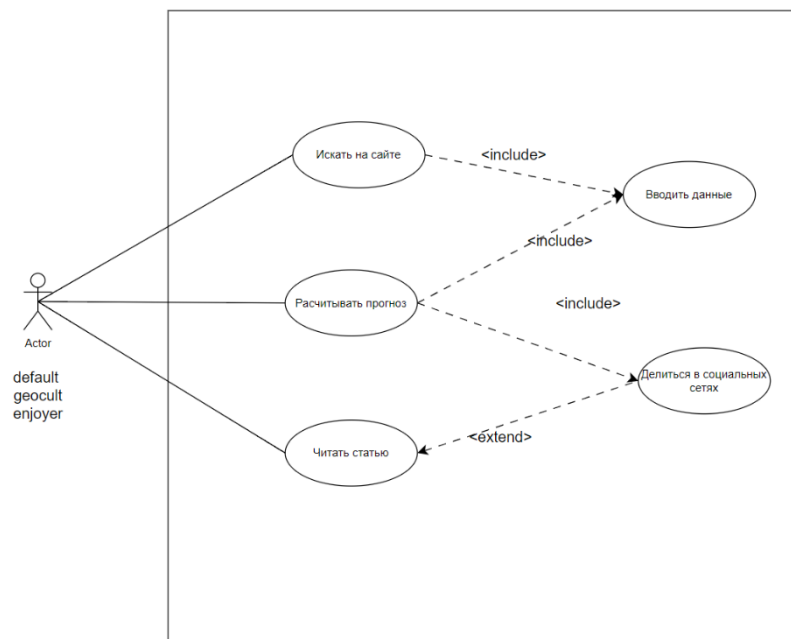 Искать на сайте
<include>
Вводить данные
<include>
Расчитывать прогноз
<include>
Actor
default
geocult
enjoyer
Делиться в социальных
сетях
<extend>
Читать статью